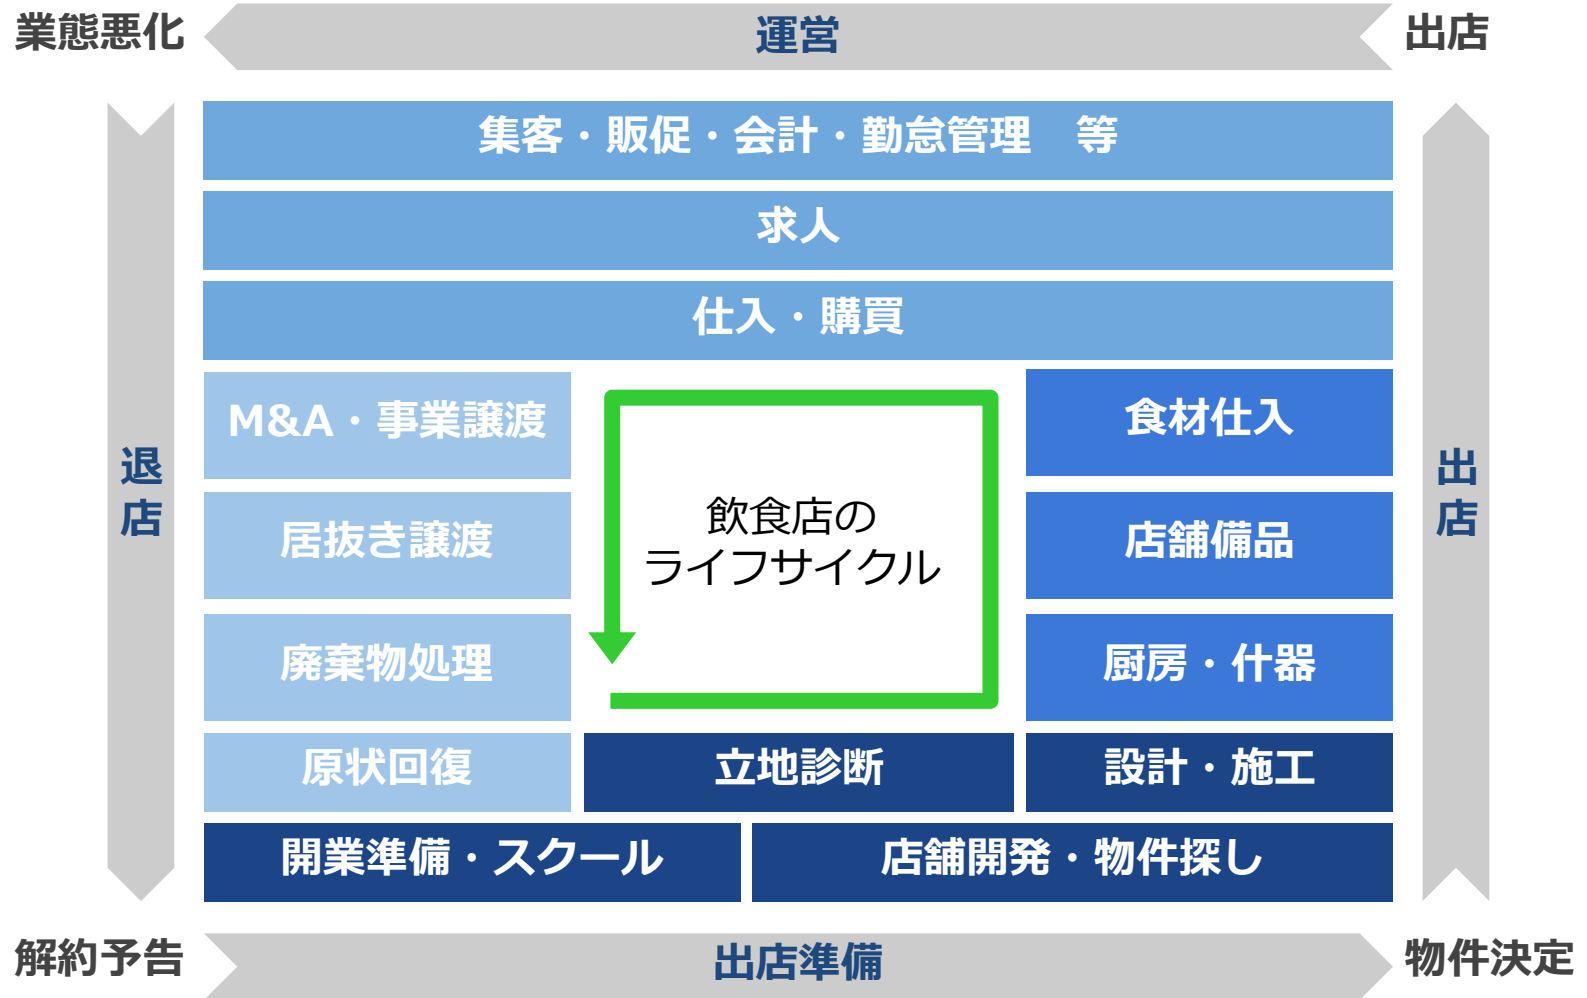 業態悪化
運営
出店
集客・販促・会計・勤怠管理　等
求人
仕入・購買
M&A・事業譲渡
食材仕入
退店
飲食店の
ライフサイクル
出店
居抜き譲渡
店舗備品
廃棄物処理
厨房・什器
原状回復
立地診断
設計・施工
開業準備・スクール
店舗開発・物件探し
解約予告
出店準備
物件決定